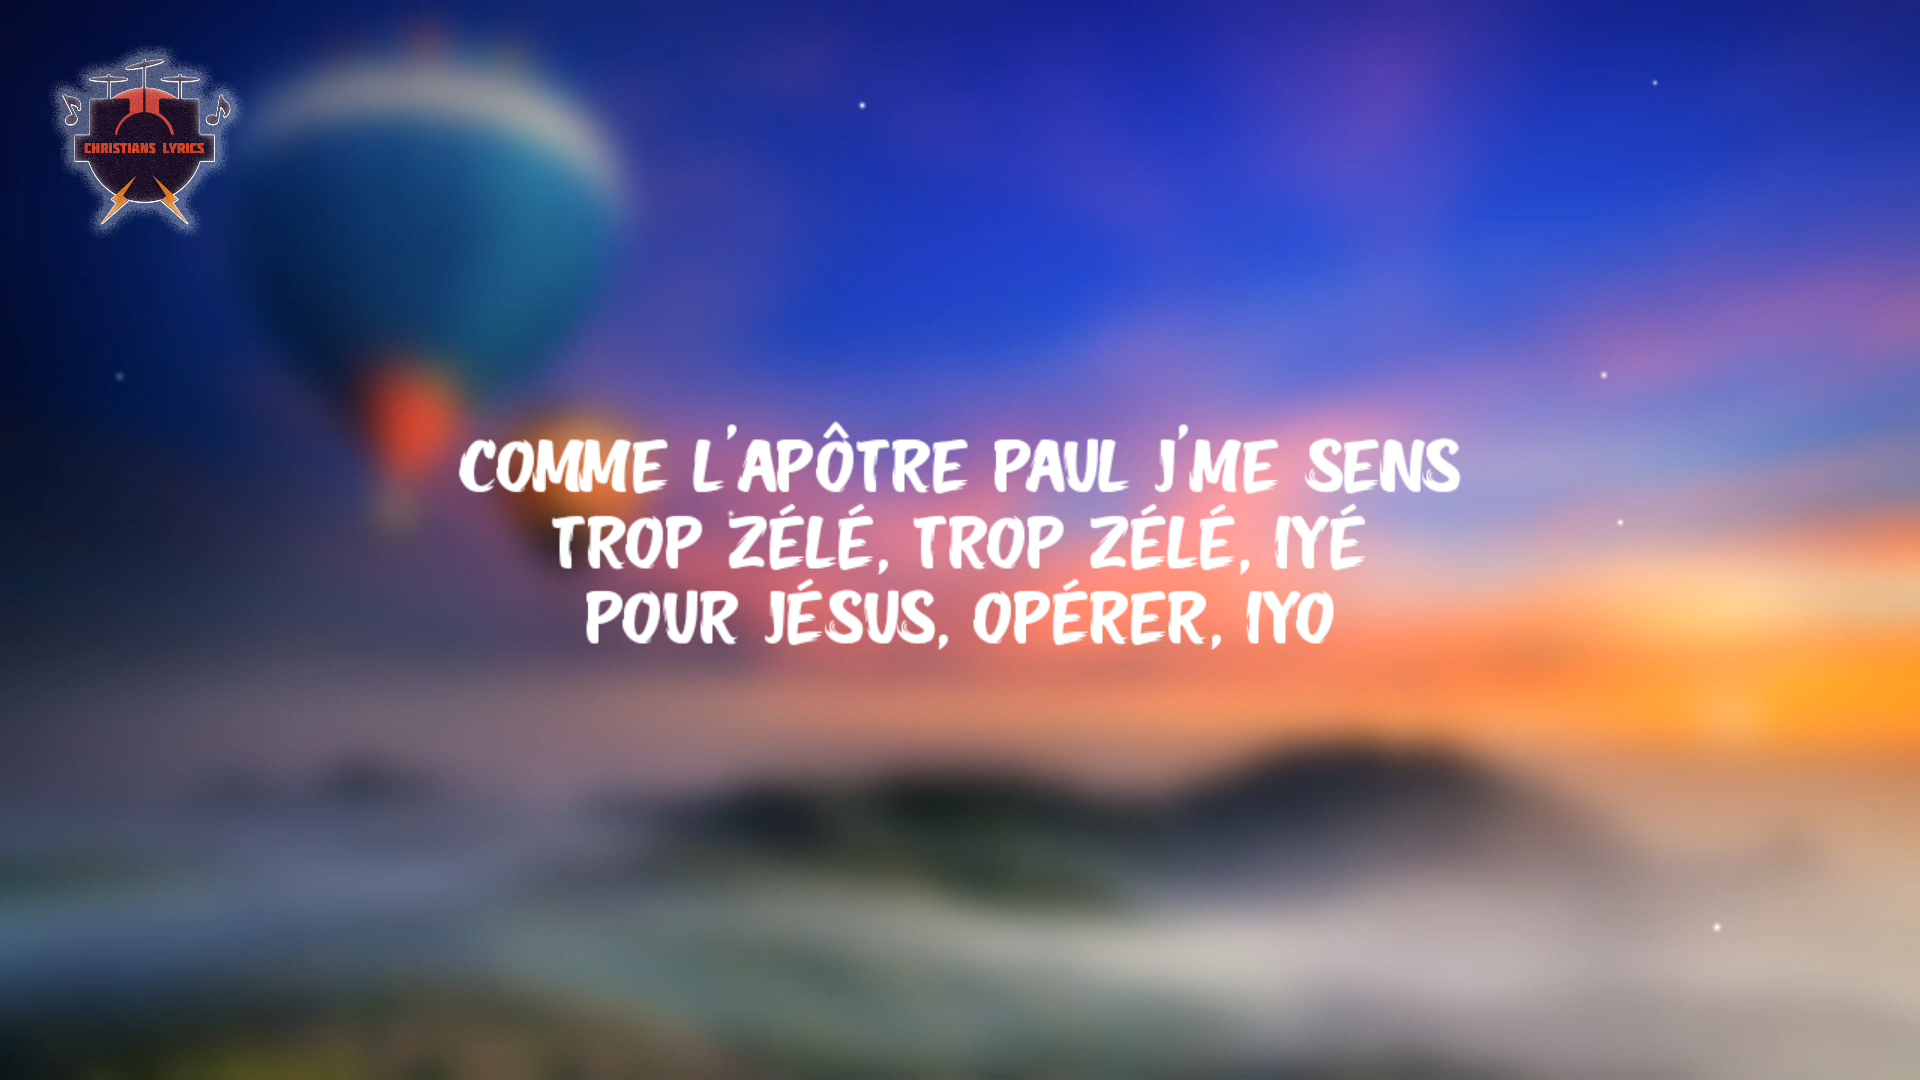 CHRISTIANS LYRICS
COMME L'APÔTRE PAUL J'ME SENS
TROP ZÉLÉ, TROP ZÉLÉ, IYÉ
POUR JÉSUS, OPÉRER, IYO